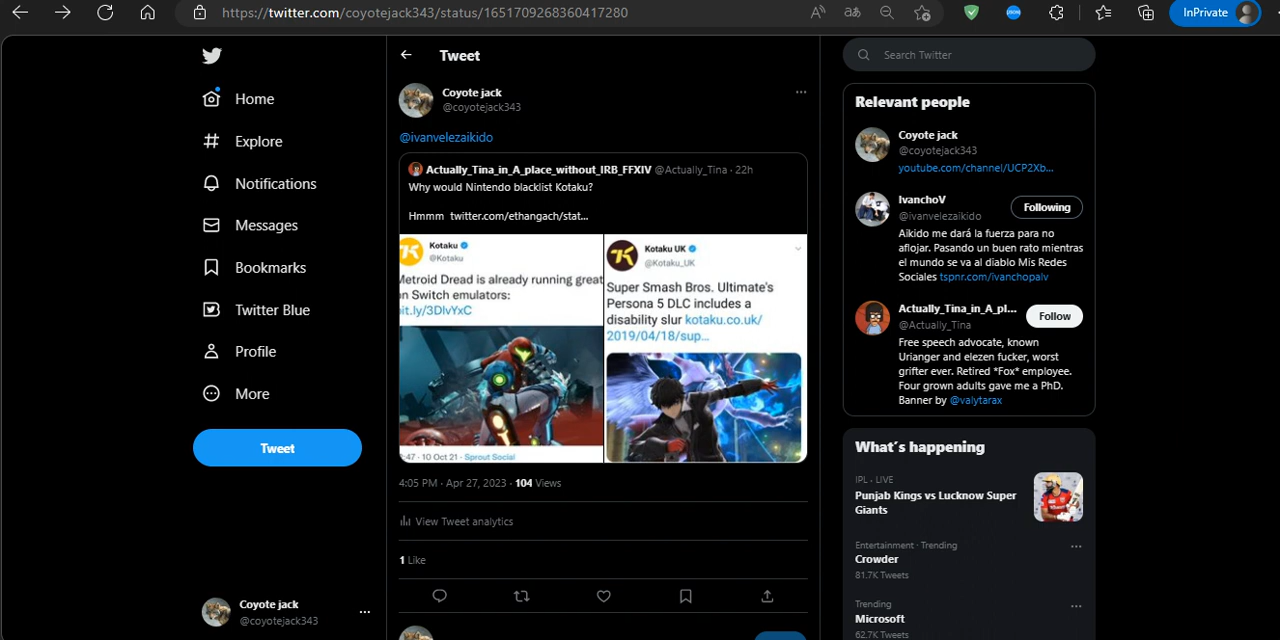 https://twitter.com/coyotejack343/status/1651709268360417280
InPrivate
Home
Explore
Notifications
Messages
Bookmarks
Twitter Blue
Profile
More
Tweet
Coyote jack
@coyotejack343
Tweet
Coyote jack
@coyotejack343
@ivanvelezaikido
Actually_Tina_in_A_place_without_IRB_FFXIV @Actually_Tina · 22h
Why would Nintendo blacklist Kotaku?
Hmmm twitter.com/ethangach/stat...
Kotaku
@Kotaku
Metroid Dread is already running great
on Switch emulators:
bit.ly/3DIvYxC
:47 · 10 Oct 21 · Sprout Social
Kotaku UK
@Kotaku_UK
Super Smash Bros. Ultimate's
Persona 5 DLC includes a
disability slur kotaku.co.uk/
2019/04/18/sup...
4:05 PM · Apr 27, 2023 · 104 Views
View Tweet analytics
1 Like
Search Twitter
Relevant people
Coyote jack
@coyotejack343
youtube.com/channel/UCP2Xb...
IvanchoV
@ivanvelezaikido
Following
Aikido me dará la fuerza para no
aflojar. Pasando un buen rato mientras
el mundo se va al diablo Mis Redes
Sociales tspnr.com/ivanchopalv
Actually_Tina_in_A_pl...
@Actually_Tina
Follow
Free speech advocate, known
Urianger and elezen fucker, worst
grifter ever. Retired *Fox* employee.
Four grown adults gave me a PhD.
Banner by @valytarax
What's happening
IPL · LIVE
Punjab Kings vs Lucknow Super
Giants
Entertainment · Trending
Crowder
81.7K Tweets
Trending
Microsoft
62.7K Tweets